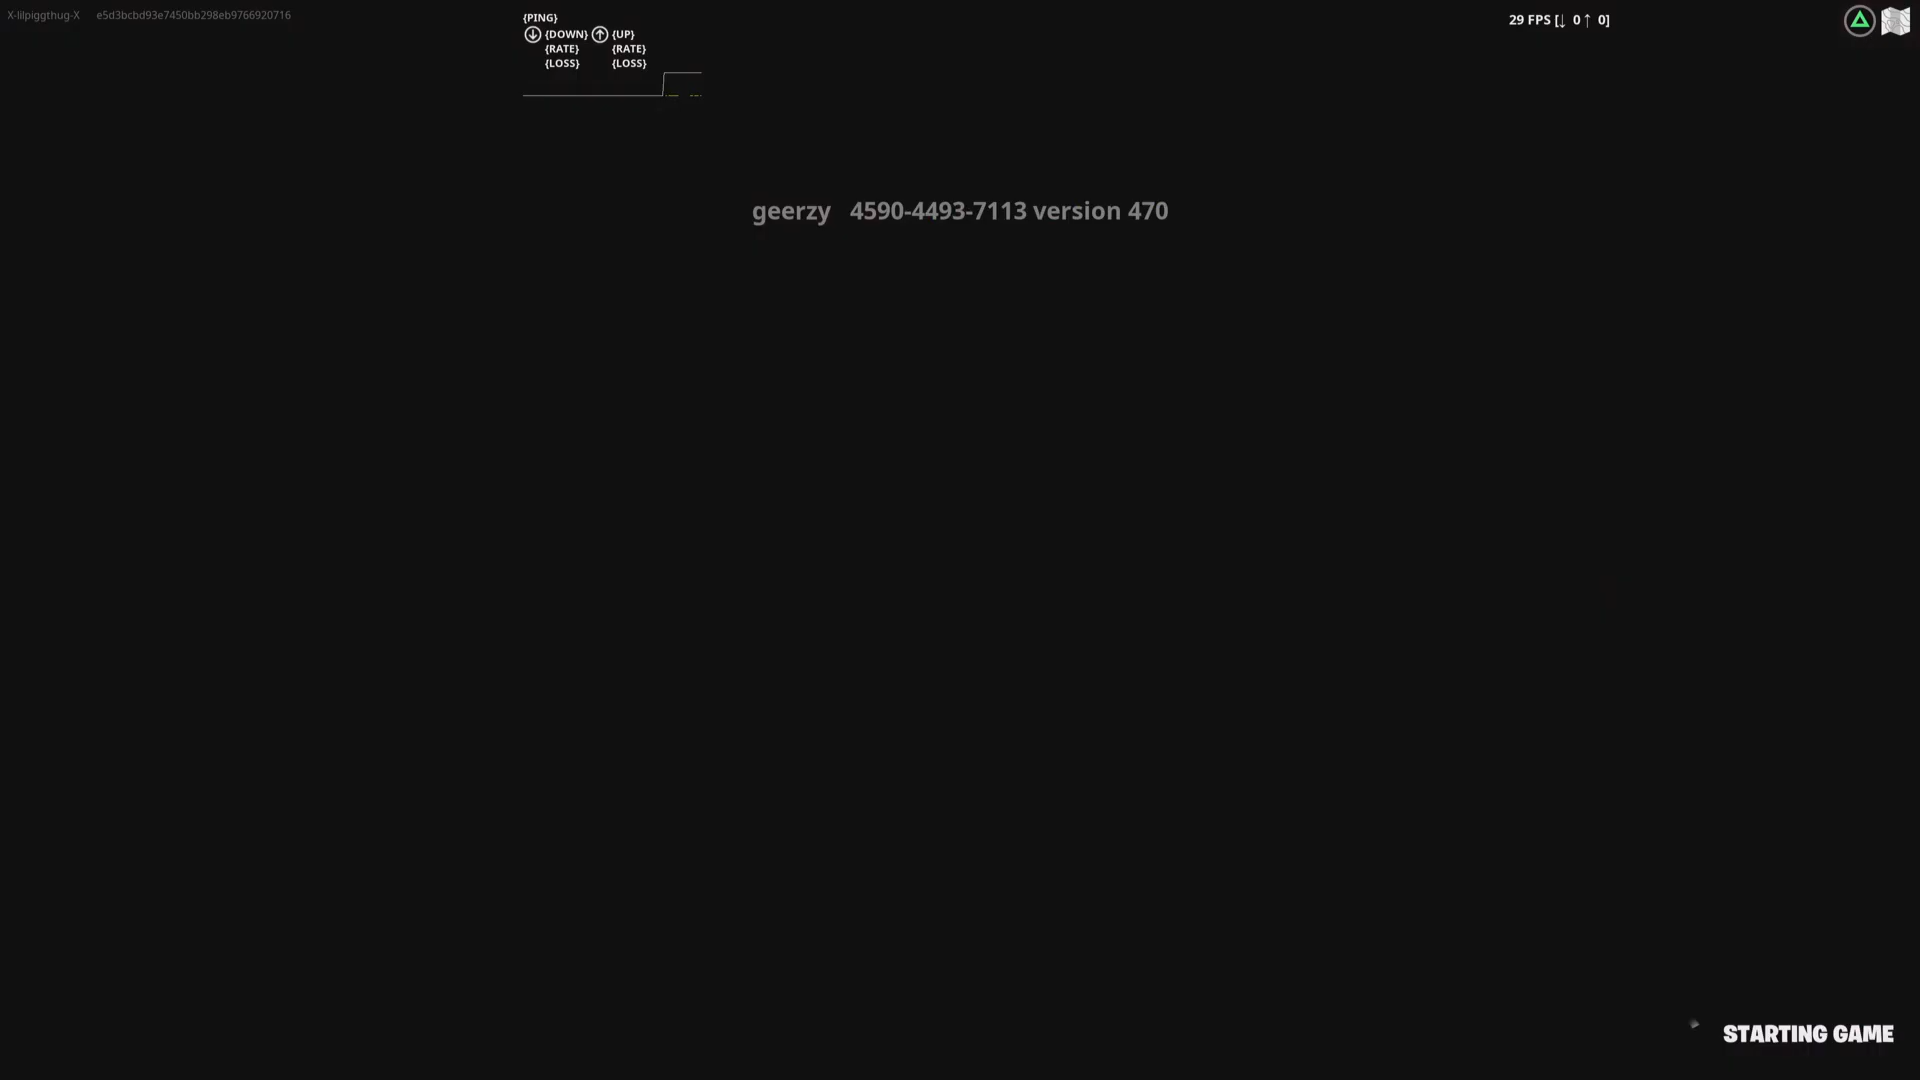 X-lilpiggthug-X e5d3bcbd93e7450bb298eb9766920716
{PING}
{DOWN} {UP}
{RATE} {RATE}
{LOSS} {LOSS}
29 FPS [↓ 0 ↑ 0]
geerzy 4590-4493-7113 version 470
STARTING GAME